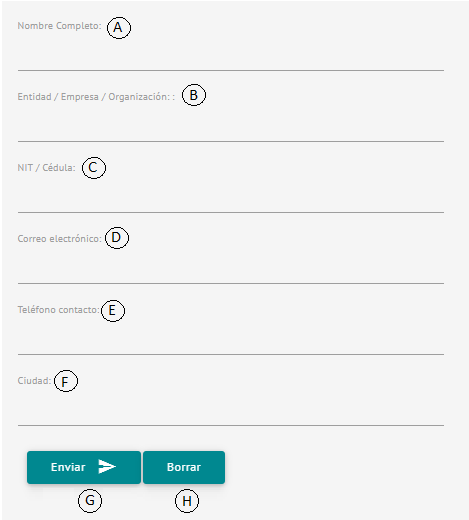 Nombre Completo: A
Entidad / Empresa / Organización: : B
NIT / Cédula: C
Correo electrónico: D
Teléfono contacto: E
Ciudad: F
Enviar Borrar
G H